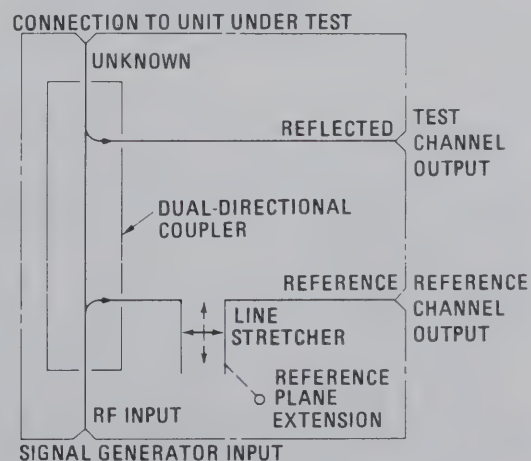 CONNECTION TO UNIT UNDER TEST
UNKNOWN
REFLECTED
TEST
CHANNEL
OUTPUT
DUAL-DIRECTIONAL
COUPLER
REFERENCE
REFERENCE
CHANNEL
OUTPUT
LINE
STRETCHER
REFERENCE
PLANE
EXTENSION
RF INPUT
SIGNAL GENERATOR INPUT